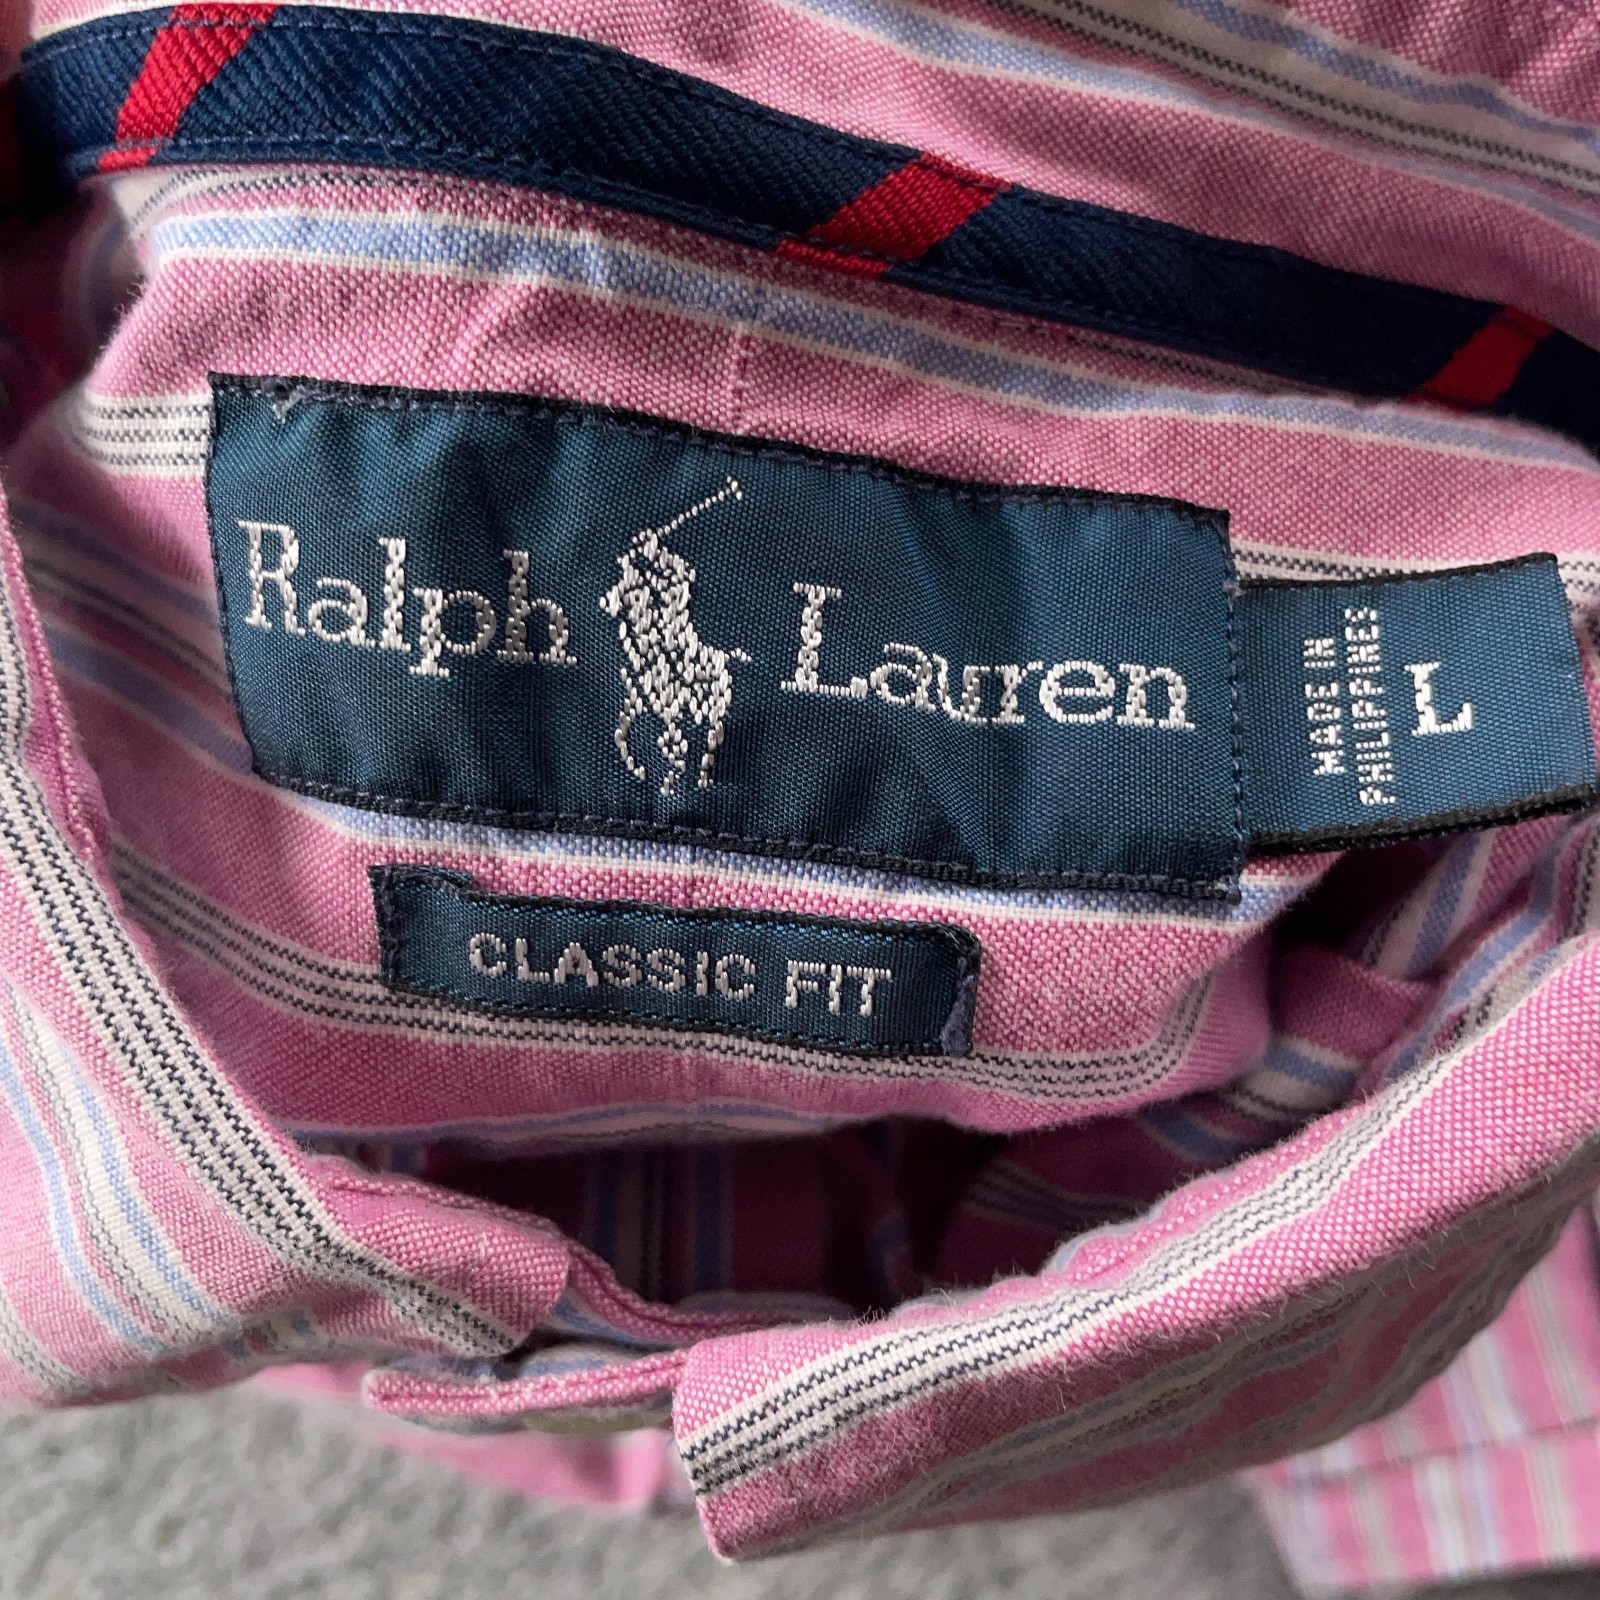 Ralph Lauren
MADE IN
PHILIPPINES
L
CLASSIC FIT